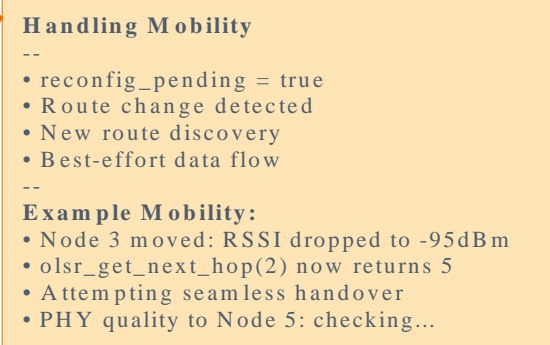 Handling Mobility
--
• reconfig_pending = true
• Route change detected
• New route discovery
• Best-effort data flow
--
Example Mobility:
• Node 3 moved: RSSI dropped to -95dBm
• olsr_get_next_hop(2) now returns 5
• Attempting seamless handover
• PHY quality to Node 5: checking...